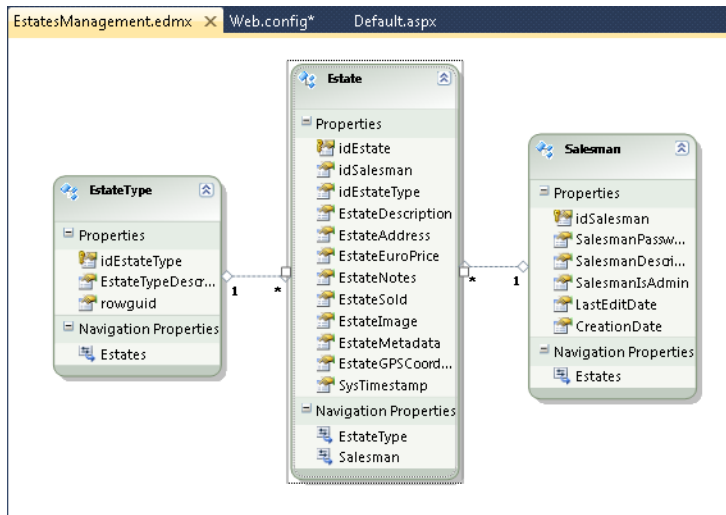 EstatesManagement.edmx
Web.config*
Default.aspx
EstateType
Properties
idEstateType
EstateTypeDescr...
rowguid
Navigation Properties
Estates
1
*
Estate
Properties
idEstate
idSalesman
idEstateType
EstateDescription
EstateAddress
EstateEuroPrice
EstateNotes
EstateSold
EstateImage
EstateMetadata
EstateGPSCoord...
SysTimestamp
Navigation Properties
EstateType
Salesman
*
1
Salesman
Properties
idSalesman
SalesmanPassw...
SalesmanDescri...
SalesmanIsAdmin
LastEditDate
CreationDate
Navigation Properties
Estates